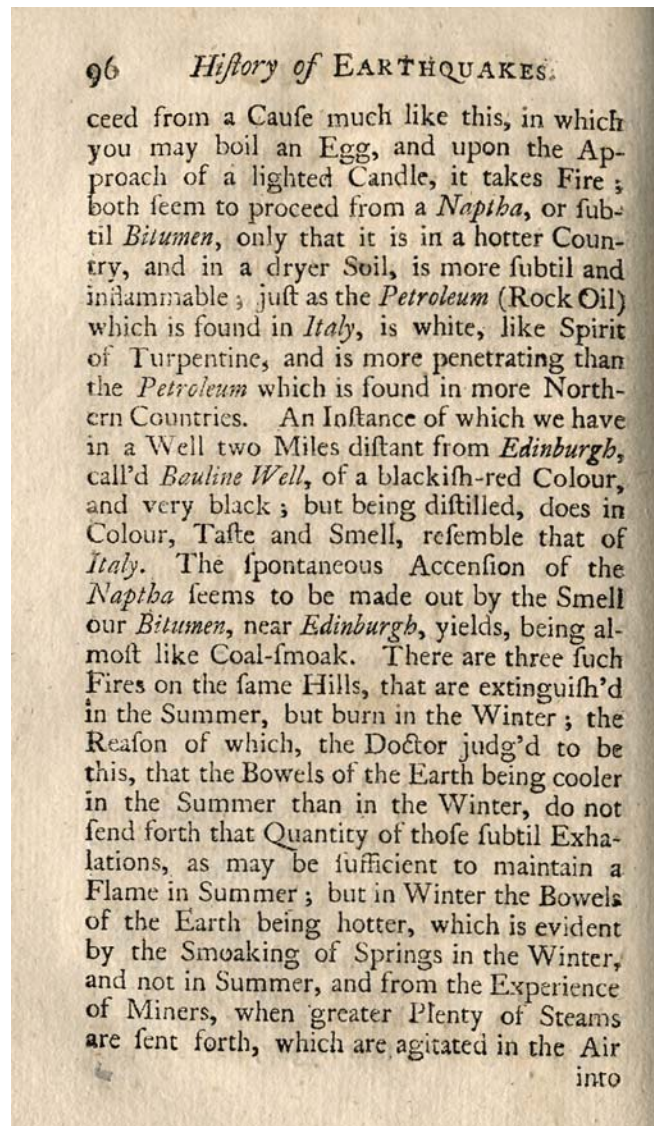 96 Hiſtory of EARTHQUAKES.
ceed from a Cauſe much like this, in which
you may boil an Egg, and upon the Ap-
proach of a lighted Candle, it takes Fire ;
both ſeem to proceed from a Naptha, or ſub-
til Bitumen, only that it is in a hotter Coun-
try, and in a dryer Soil, is more ſubtil and
inflammable ; juſt as the Petroleum (Rock Oil)
which is found in Italy, is white, like Spirit
of Turpentine, and is more penetrating than
the Petroleum which is found in more North-
ern Countries. An Inſtance of which we have
in a Well two Miles diſtant from Edinburgh,
call'd Bauline Well, of a blackiſh-red Colour,
and very black ; but being diſtilled, does in
Colour, Taſte and Smell, reſemble that of
Italy. The ſpontaneous Accenſion of the
Naptha ſeems to be made out by the Smell
our Bitumen, near Edinburgh, yields, being al-
moſt like Coal-ſmoak. There are three ſuch
Fires on the ſame Hills, that are extinguiſh'd
in the Summer, but burn in the Winter ; the
Reaſon of which, the Doctor judg'd to be
this, that the Bowels of the Earth being cooler
in the Summer than in the Winter, do not
ſend forth that Quantity of thoſe ſubtil Exha-
lations, as may be ſufficient to maintain a
Flame in Summer ; but in Winter the Bowels
of the Earth being hotter, which is evident
by the Smoaking of Springs in the Winter,
and not in Summer, and from the Experience
of Miners, when greater Plenty of Steams
are ſent forth, which are agitated in the Air
into